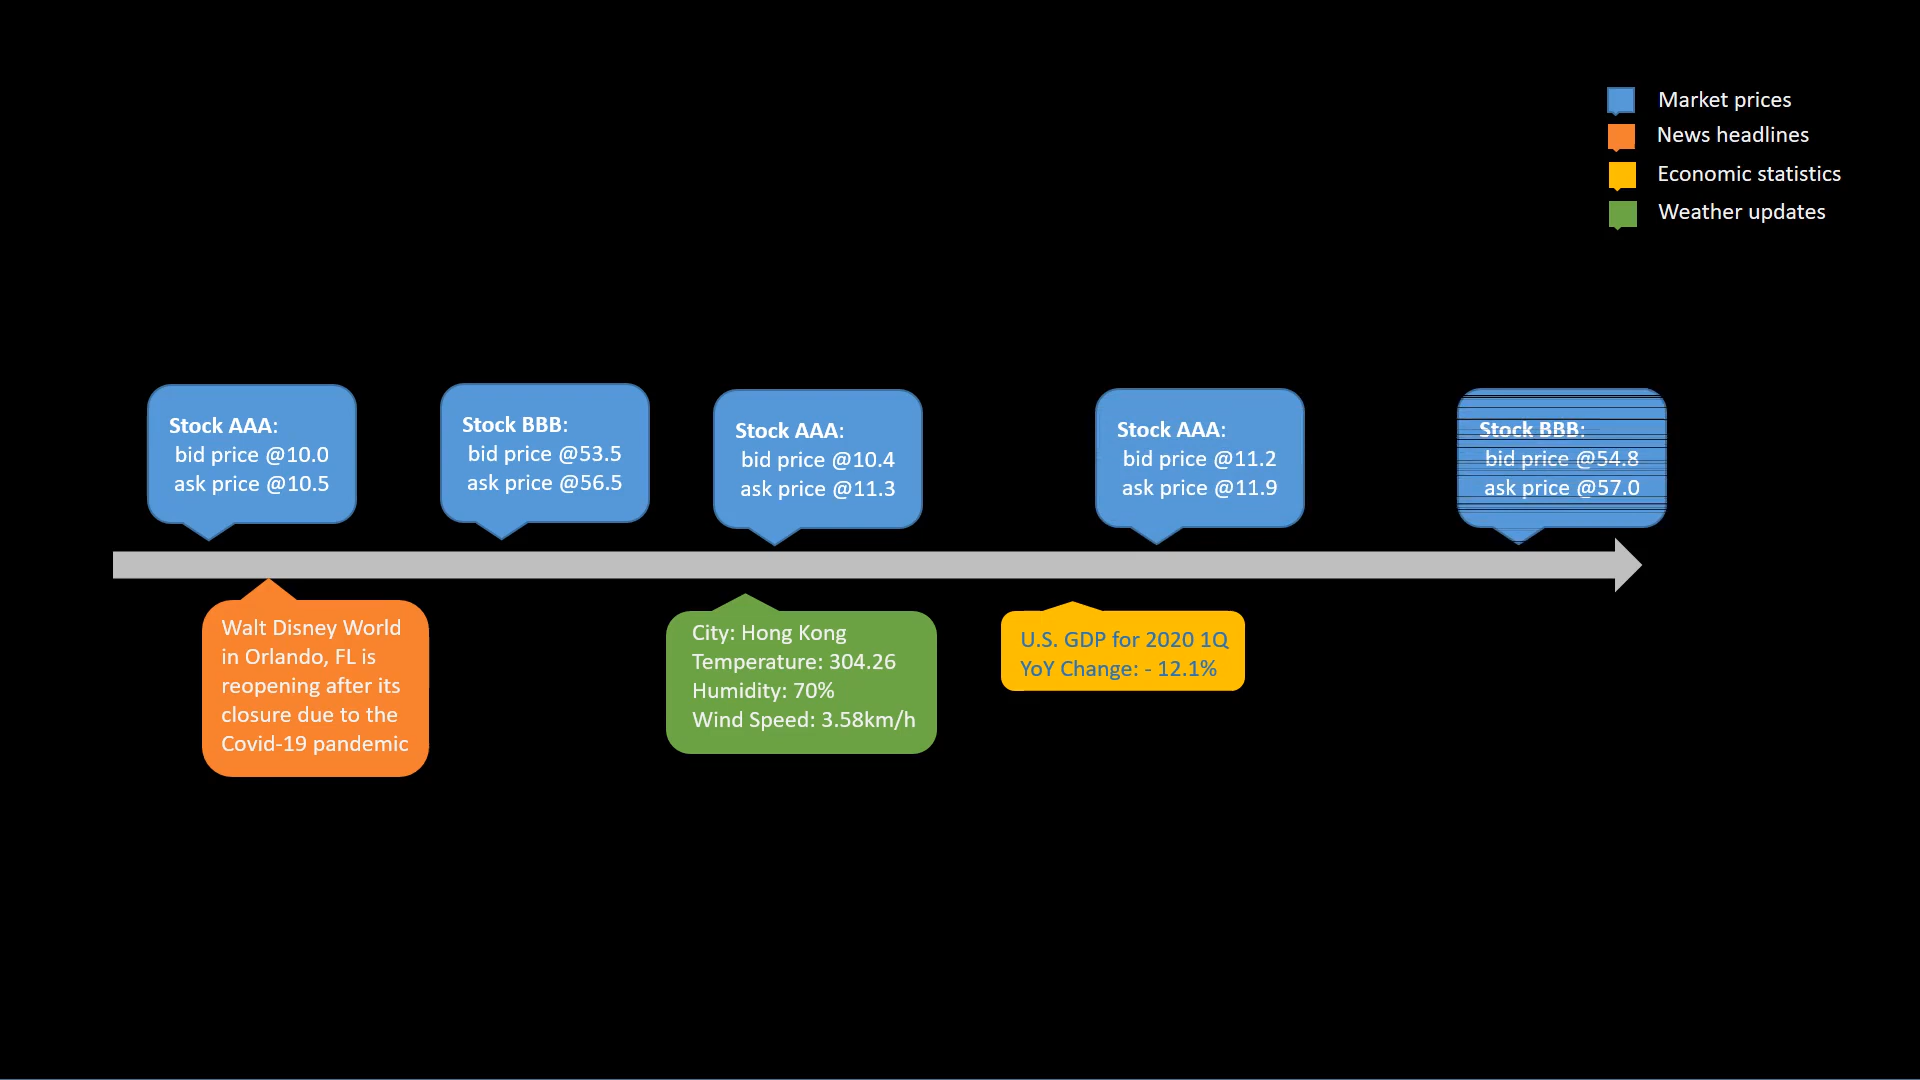 Market prices
News headlines
Economic statistics
Weather updates
Stock AAA:
bid price @10.0
ask price @10.5
Stock BBB:
bid price @53.5
ask price @56.5
Stock AAA:
bid price @10.4
ask price @11.3
Stock AAA:
bid price @11.2
ask price @11.9
Stock BBB:
bid price @54.8
ask price @57.0
Walt Disney World
in Orlando, FL is
reopening after its
closure due to the
Covid-19 pandemic
City: Hong Kong
Temperature: 304.26
Humidity: 70%
Wind Speed: 3.58km/h
U.S. GDP for 2020 1Q
YoY Change: - 12.1%